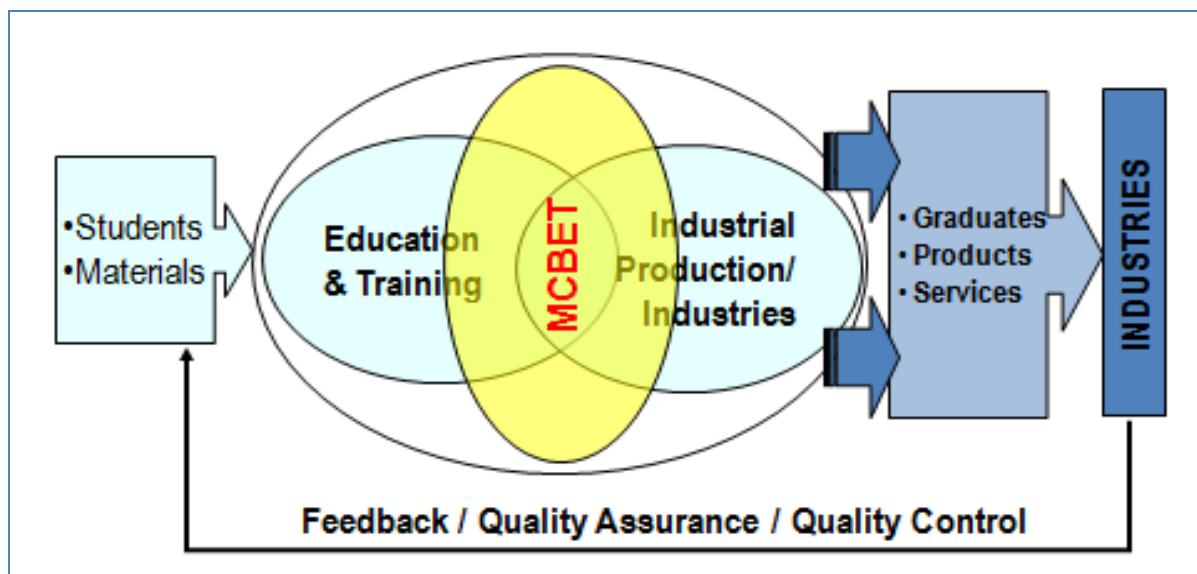 •Students
•Materials
Education
& Training
MCBET
Industrial
Production/
Industries
• Graduates
• Products
• Services
INDUSTRIES
Feedback / Quality Assurance / Quality Control